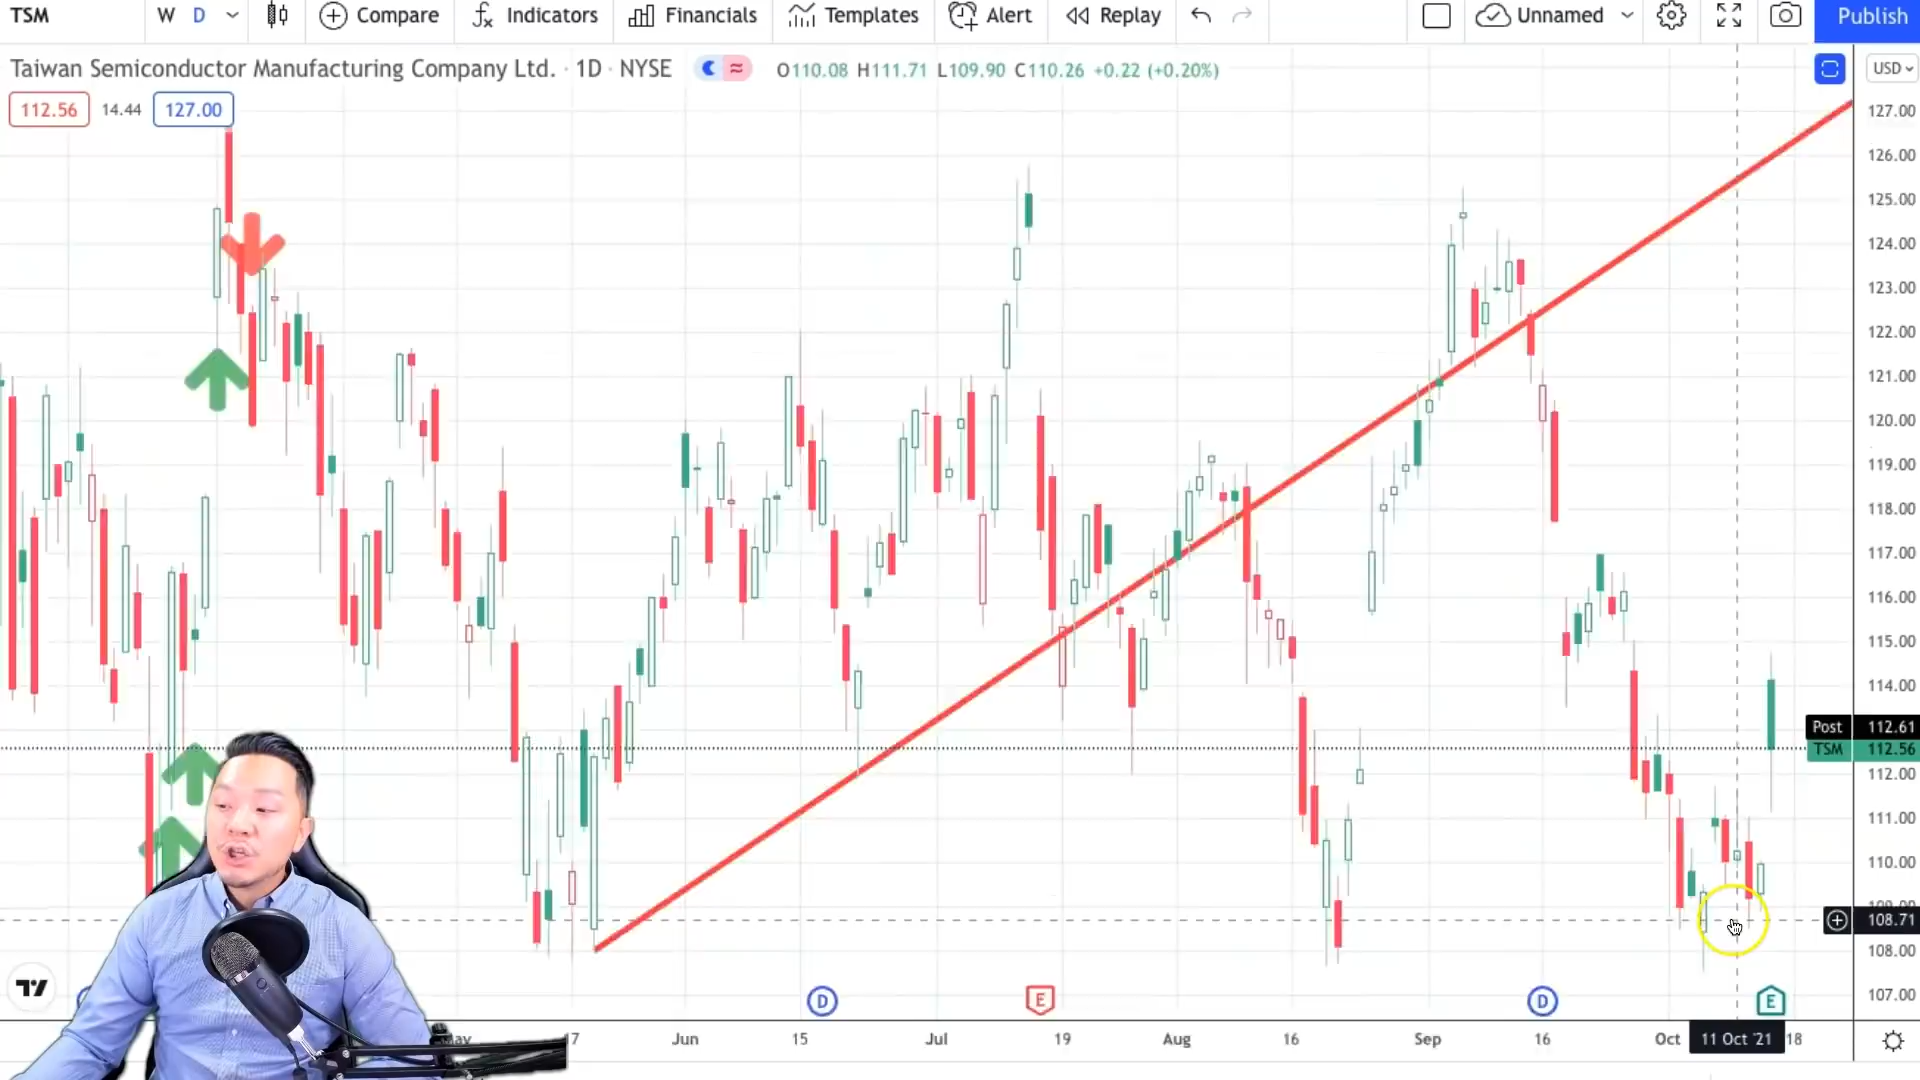 TSM W D Compare Indicators Financials Templates Alert Replay Unnamed Publish
Taiwan Semiconductor Manufacturing Company Ltd. · 1D · NYSE O110.08 H111.71 L109.90 C110.26 +0.22 (+0.20%) USD
112.56 14.44 127.00
127.00
126.00
125.00
124.00
123.00
122.00
121.00
120.00
119.00
118.00
117.00
116.00
115.00
114.00
Post 112.61
TSM 112.56
112.00
111.00
110.00
108.71
108.00
107.00
D E D E
17 Jun 15 Jul 19 Aug 16 Sep 16 Oct 11 Oct '21 18